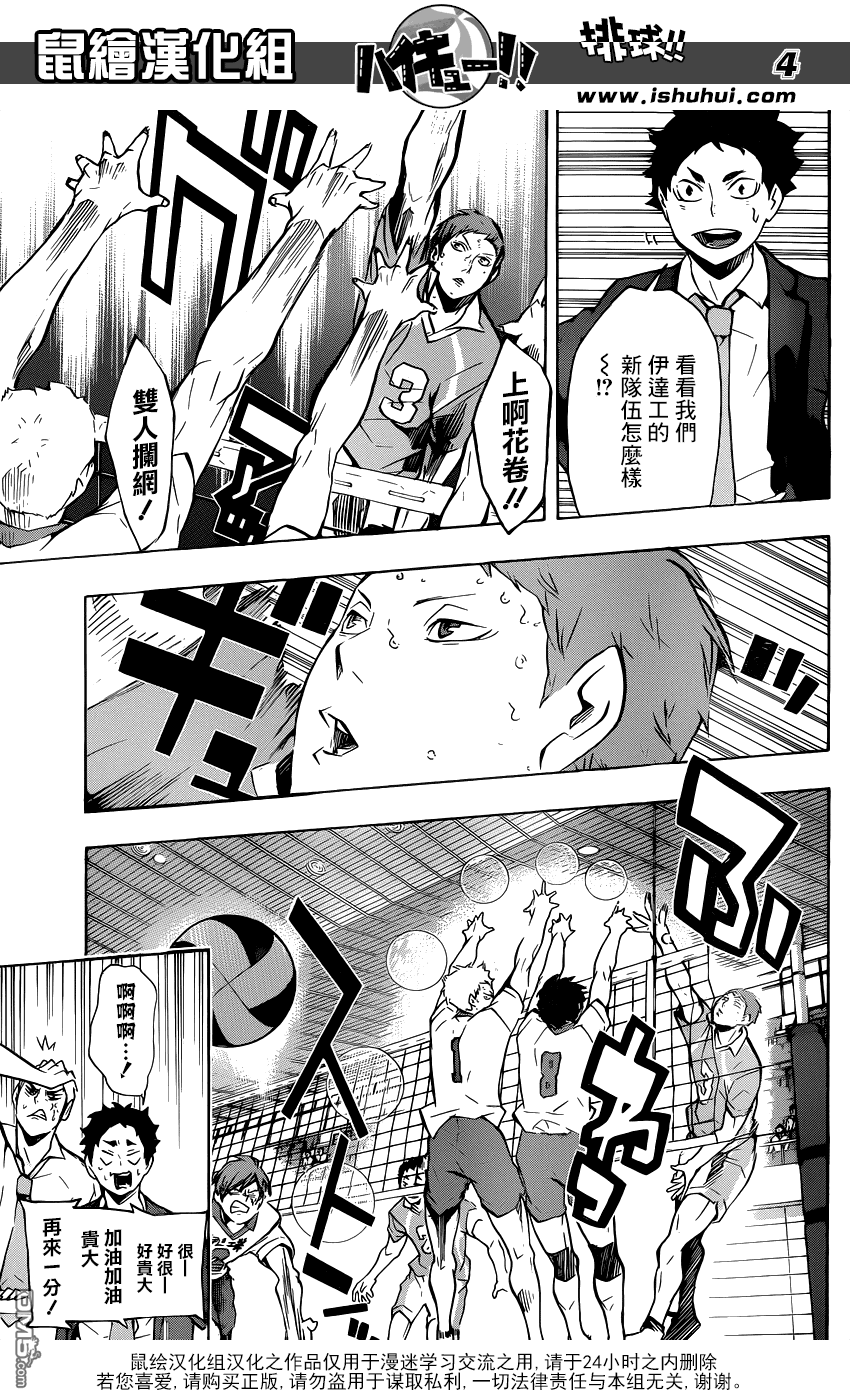 鼠繪漢化組
ハイキュー!!
排球!!
4
www.ishuhui.com
看看我們
伊達工的
新隊伍怎麼樣
~!?
上啊花卷!!
3
雙人攔網!
ふ
わっ
1
8
啊啊啊…!
很—
好很—
好貴大
加油加油
貴大
再來一分!
鼠绘汉化组汉化之作品仅用于漫迷学习交流之用, 请于24小时之内删除
若您喜爱, 请购买正版, 请勿盗用于谋取私利, 一切法律责任与本组无关, 谢谢。